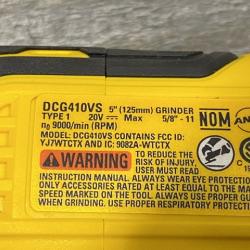 DCG410VS 5" (125mm) GRINDER
TYPE 1 20V Max 5/8" - 11
n₀ 9000/min (RPM)
MODEL: DCG410VS CONTAINS FCC ID:
YJ7WTCTX AND IC: 9082A-WTCTX
NOM
WARNING TO REDUCE THE
RISK OF INJURY,
USER MUST READ
INSTRUCTION MANUAL. ALWAYS WEAR EYE
ONLY ACCESSORIES RATED AT LEAST EQUAL TO THE MA
SPEED MARKED ON THE TOOL. ALWAYS USE PROPER
WHEN GRINDING. USE PROPER RESPIRATORY PROTECTI